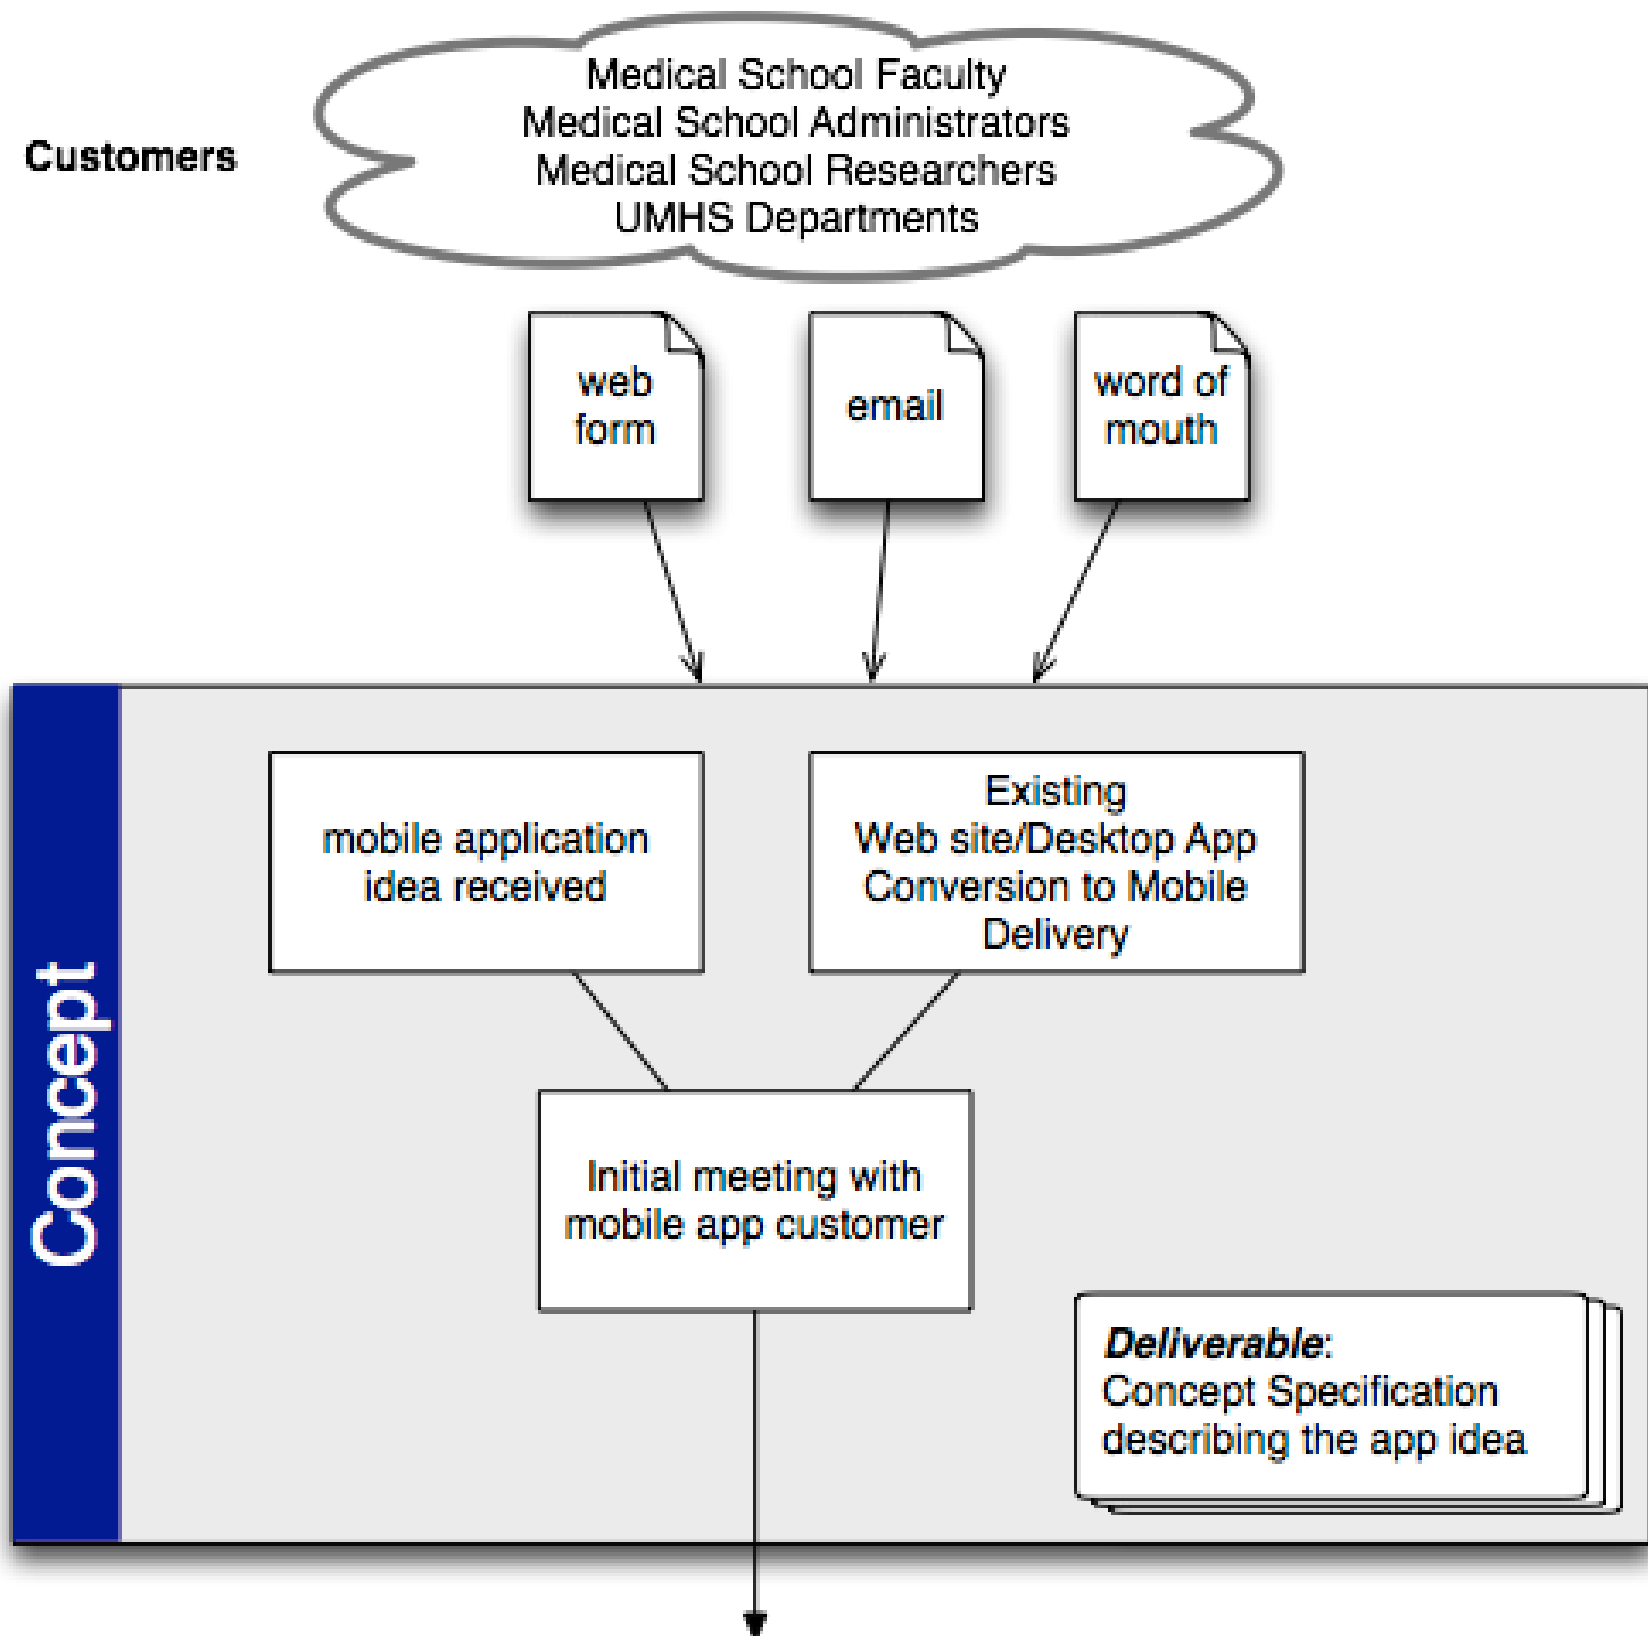 Medical School Faculty
Medical School Administrators
Customers
Medical School Researchers
UMHS Departments
web
form
email
word of
mouth
Concept
mobile application
idea received
Existing
Web site/Desktop App
Conversion to Mobile
Delivery
Initial meeting with
mobile app customer
Deliverable:
Concept Specification
describing the app idea